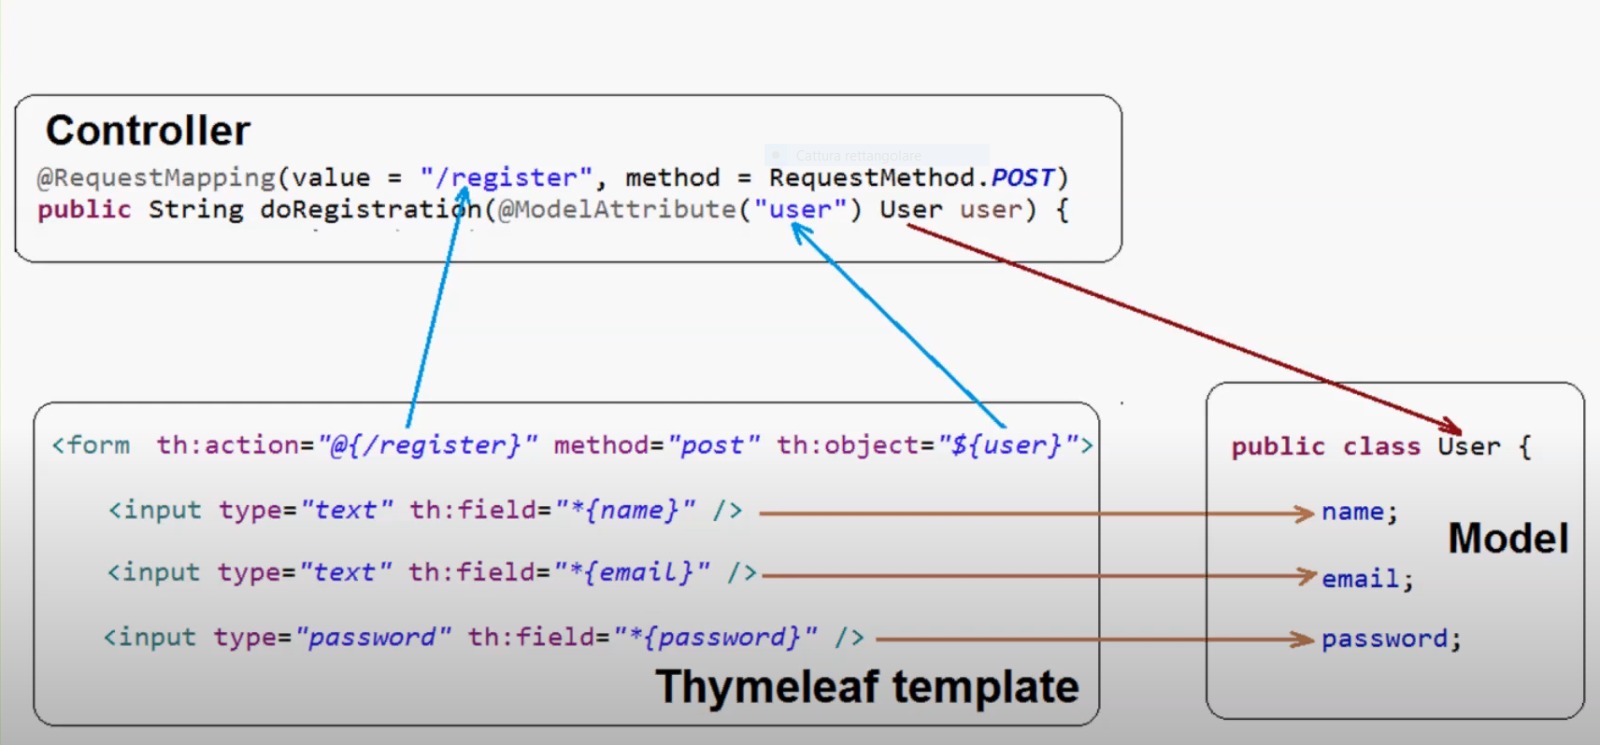 Controller
Cattura rettangolare
@RequestMapping(value = "/register", method = RequestMethod.POST)
public String doRegistration(@ModelAttribute("user") User user) {
<form th:action="@{/register}" method="post" th:object="${user}">
<input type="text" th:field="*{name}" />
<input type="text" th:field="*{email}" />
<input type="password" th:field="*{password}" />
Thymeleaf template
public class User {
name;
Model
email;
password;